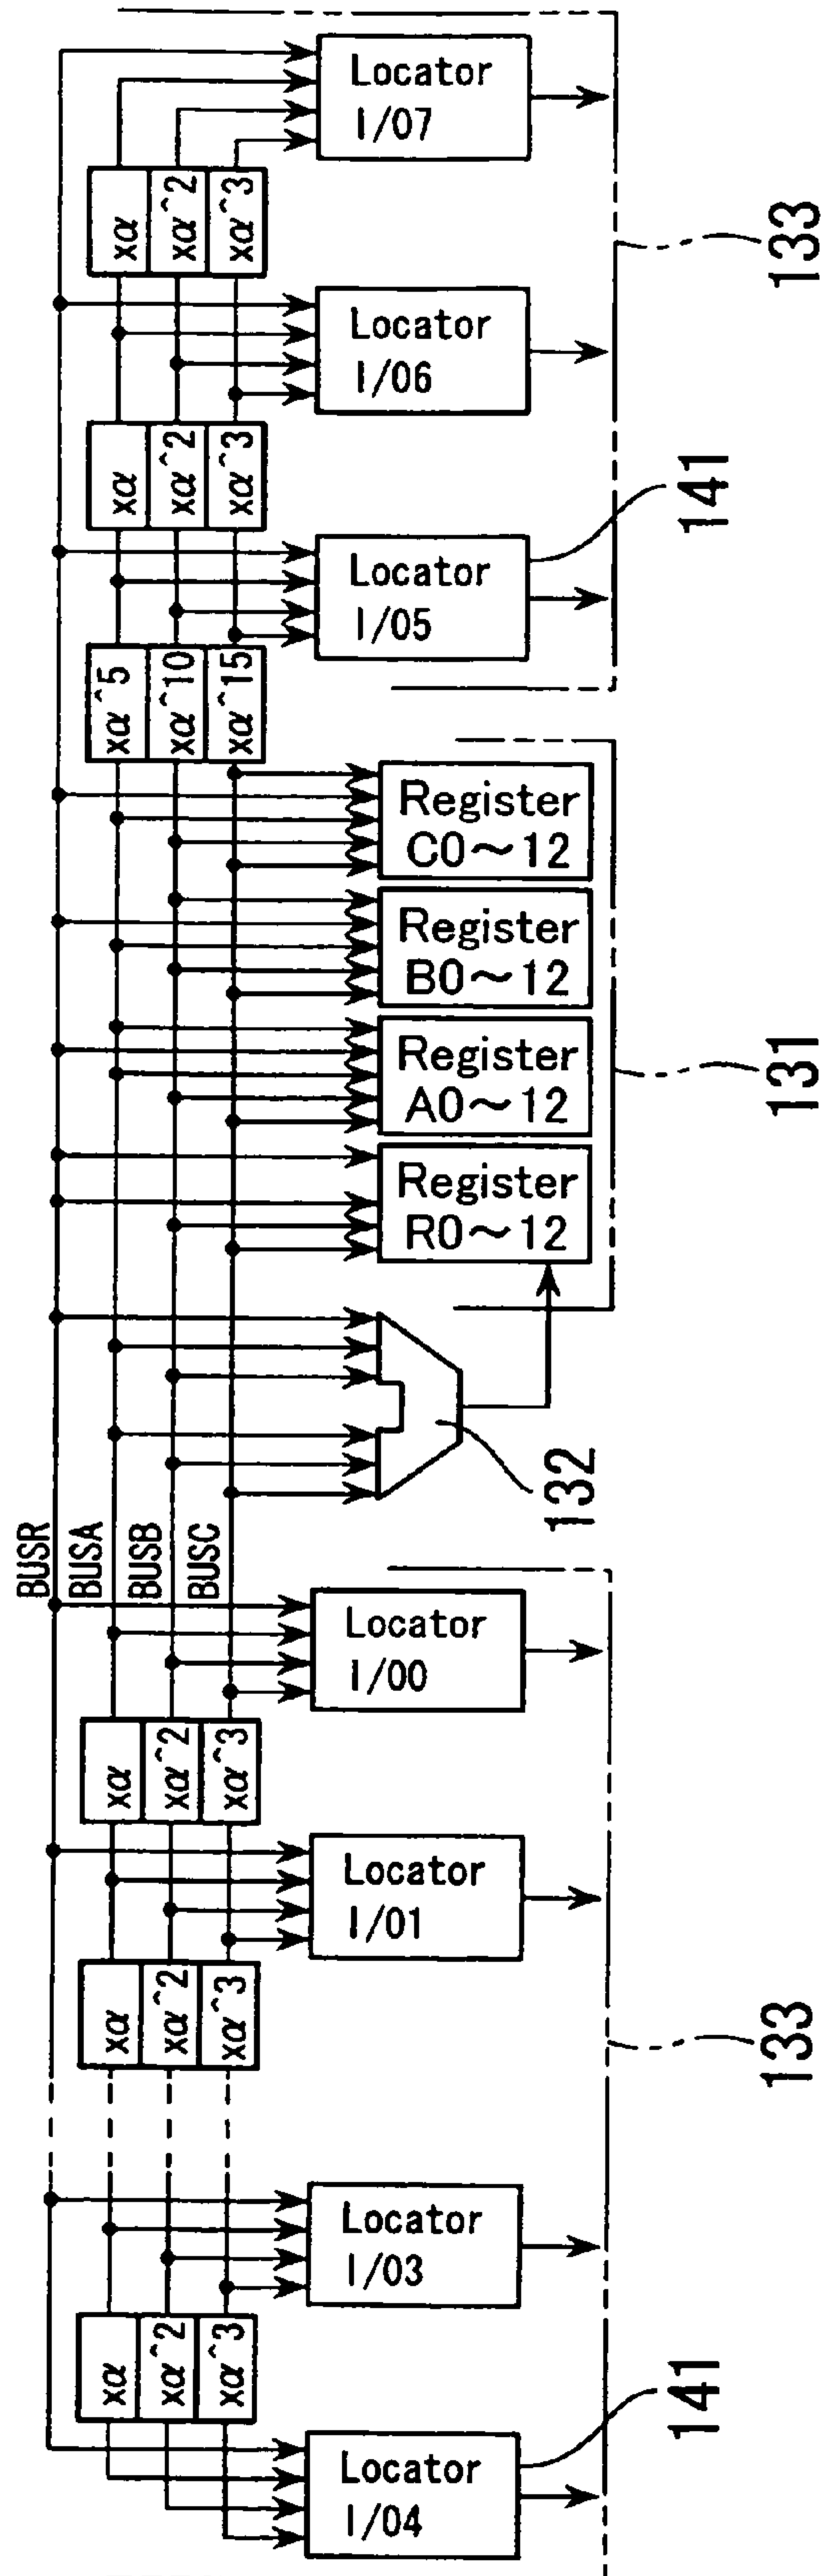 Locator
I/07
xα
xα^2
xα^3
Locator
I/06
133
xα
xα^2
xα^3
Locator
I/05
141
xα^5
xα^10
xα^15
Register
C0～12
Register
B0～12
Register
A0～12
131
Register
R0～12
132
BUSR
BUSA
BUSB
BUSC
Locator
I/00
xα
xα^2
xα^3
Locator
I/01
xα
xα^2
xα^3
133
Locator
I/03
xα
xα^2
xα^3
Locator
I/04
141